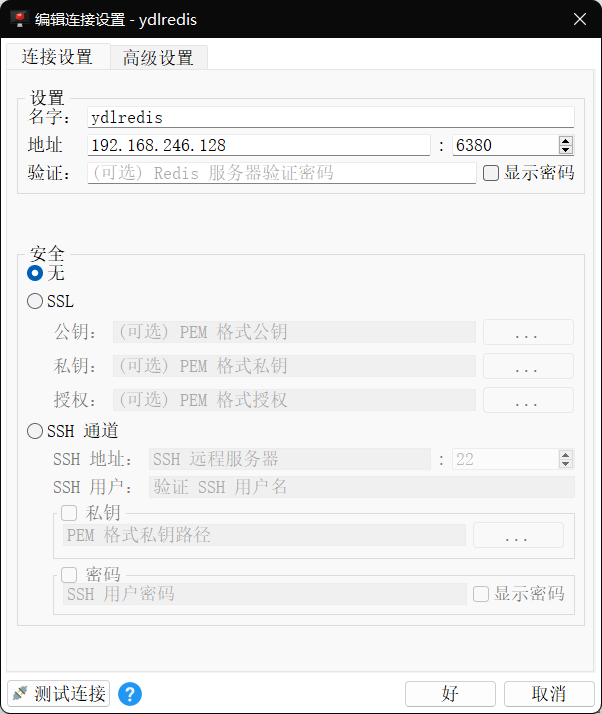 编辑连接设置 - ydlredis
连接设置 高级设置
设置
名字： ydlredis
地址 192.168.246.128 : 6380
验证： (可选) Redis 服务器验证密码 显示密码
安全
无
SSL
公钥： (可选) PEM 格式公钥 ...
私钥： (可选) PEM 格式私钥 ...
授权： (可选) PEM 格式授权 ...
SSH 通道
SSH 地址： SSH 远程服务器 : 22
SSH 用户： 验证 SSH 用户名
私钥
PEM 格式私钥路径 ...
密码
SSH 用户密码 显示密码
测试连接 ? 好 取消